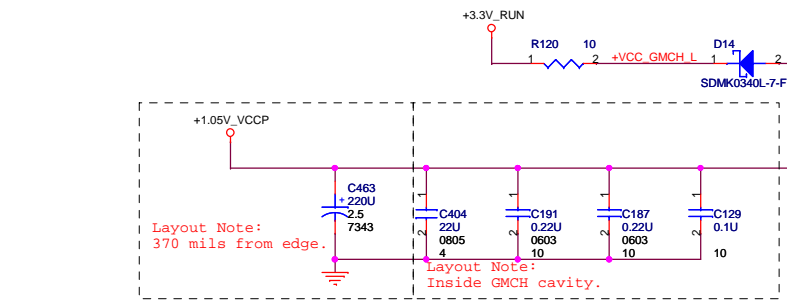 +3.3V_RUN
R120 10
1 2 +VCC_GMCH_L 1 D14 2
SDMK0340L-7-F
+1.05V_VCCP
C463
+ 220U
2.5
7343
Layout Note:
370 mils from edge.
1
2
C404
22U
0805
4
1
2
C191
0.22U
0603
10
1
2
C187
0.22U
0603
10
1
2
C129
0.1U
10
Layout Note:
Inside GMCH cavity.